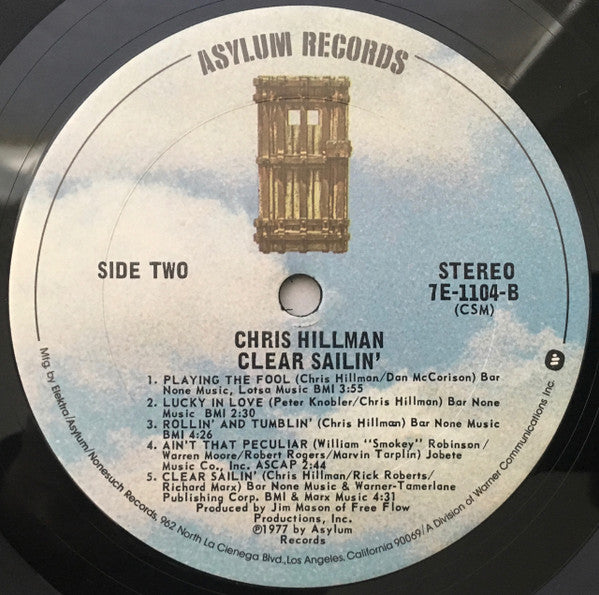 ASYLUM RECORDS
SIDE TWO
STEREO
7E-1104-B
(CSM)
CHRIS HILLMAN
CLEAR SAILIN'
1. PLAYING THE FOOL (Chris Hillman/Dan McCorison) Bar
None Music, Lotsa Music BMI 3:55
2. LUCKY IN LOVE (Peter Knobler/Chris Hillman) Bar None
Music BMI 2:30
3. ROLLIN' AND TUMBLIN' (Chris Hillman) Bar None Music
BMI 4:26
4. AIN'T THAT PECULIAR (William "Smokey" Robinson/
Warren Moore/Robert Rogers/Marvin Tarplin) Jobete
Music Co., Inc. ASCAP 2:44
5. CLEAR SAILIN' (Chris Hillman/Rick Roberts/
Richard Marx) Bar None Music & Warner-Tamerlane
Publishing Corp. BMI & Marx Music 4:31
Produced by Jim Mason of Free Flow
Productions, Inc.
℗1977 by Asylum
Records
Mfg. by Elektra/Asylum/Nonesuch Records, 962 North La Cienega Blvd., Los Angeles, California 90069/A Division of Warner Communications Inc.